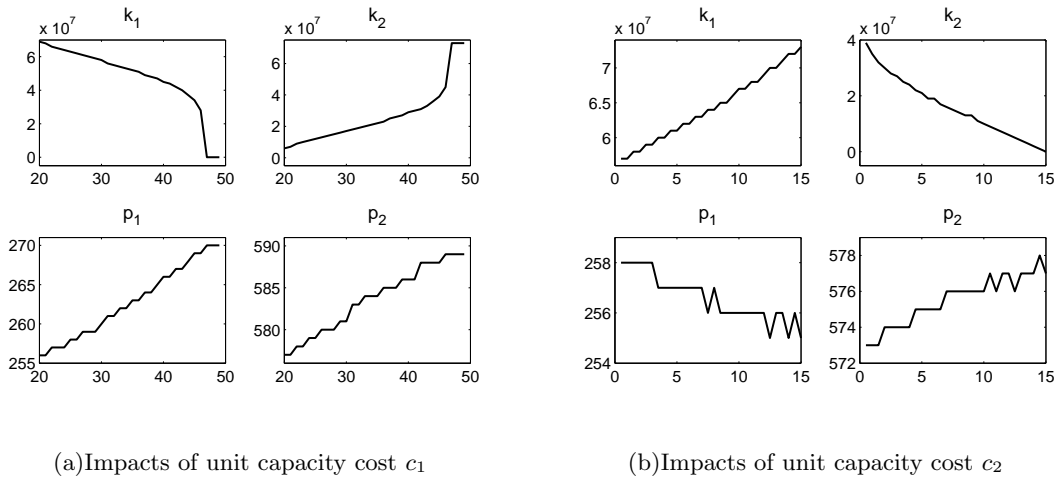 k1
x 10^7
6
4
2
0
20 30 40 50
k2
x 10^7
6
4
2
0
20 30 40 50
p1
270
265
260
255
20 30 40 50
p2
590
585
580
20 30 40 50
(a)Impacts of unit capacity cost c1
k1
x 10^7
7
6.5
6
0 5 10 15
k2
x 10^7
4
2
0
0 5 10 15
p1
258
256
254
0 5 10 15
p2
578
576
574
572
0 5 10 15
(b)Impacts of unit capacity cost c2